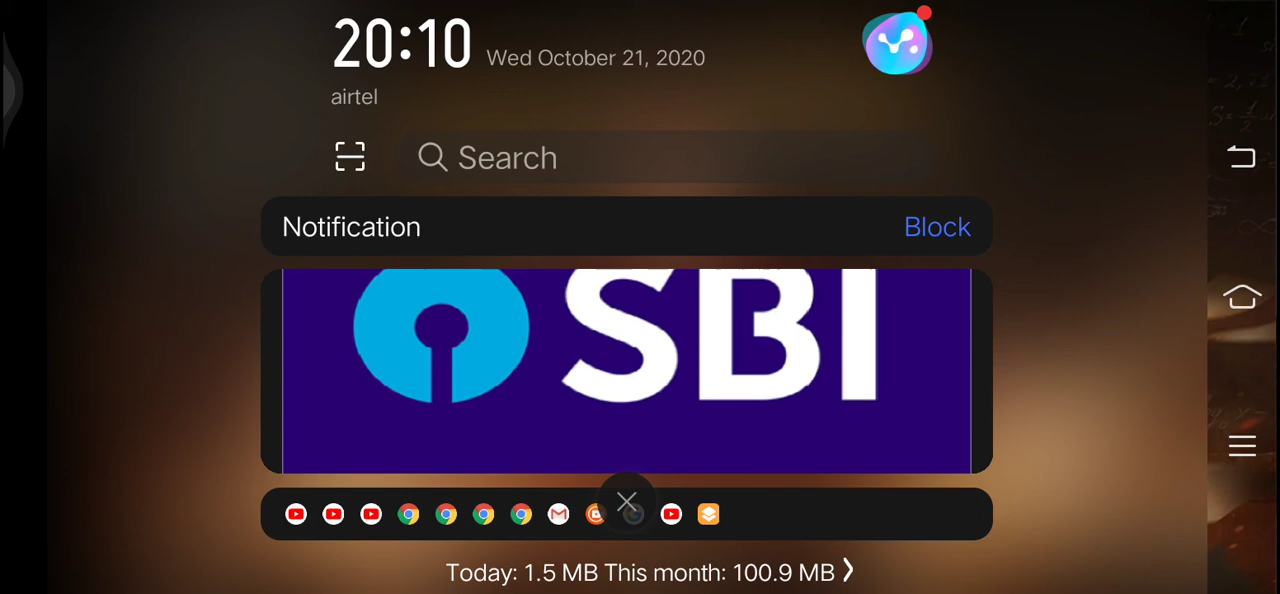 20:10 Wed October 21, 2020
airtel
Search
Notification Block
SBI
Today: 1.5 MB This month: 100.9 MB